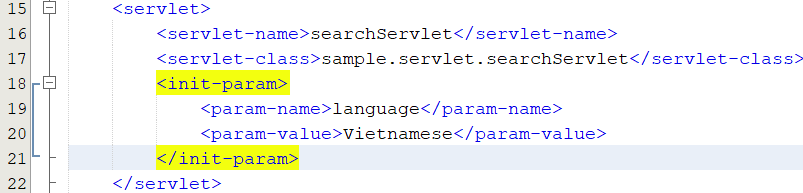 15 <servlet>
16 <servlet-name>searchServlet</servlet-name>
17 <servlet-class>sample.servlet.searchServlet</servlet-class>
18 <init-param>
19 <param-name>language</param-name>
20 <param-value>Vietnamese</param-value>
21 </init-param>
22 </servlet>